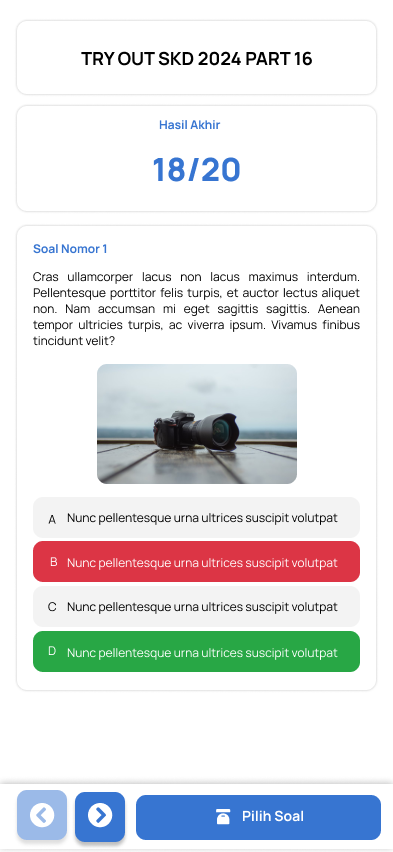 TRY OUT SKD 2024 PART 16
Hasil Akhir
18/20
Soal Nomor 1
Cras ullamcorper lacus non lacus maximus interdum.
Pellentesque porttitor felis turpis, et auctor lectus aliquet
non. Nam accumsan mi eget sagittis sagittis. Aenean
tempor ultricies turpis, ac viverra ipsum. Vivamus finibus
tincidunt velit?
A Nunc pellentesque urna ultrices suscipit volutpat
B Nunc pellentesque urna ultrices suscipit volutpat
C Nunc pellentesque urna ultrices suscipit volutpat
D Nunc pellentesque urna ultrices suscipit volutpat
Pilih Soal